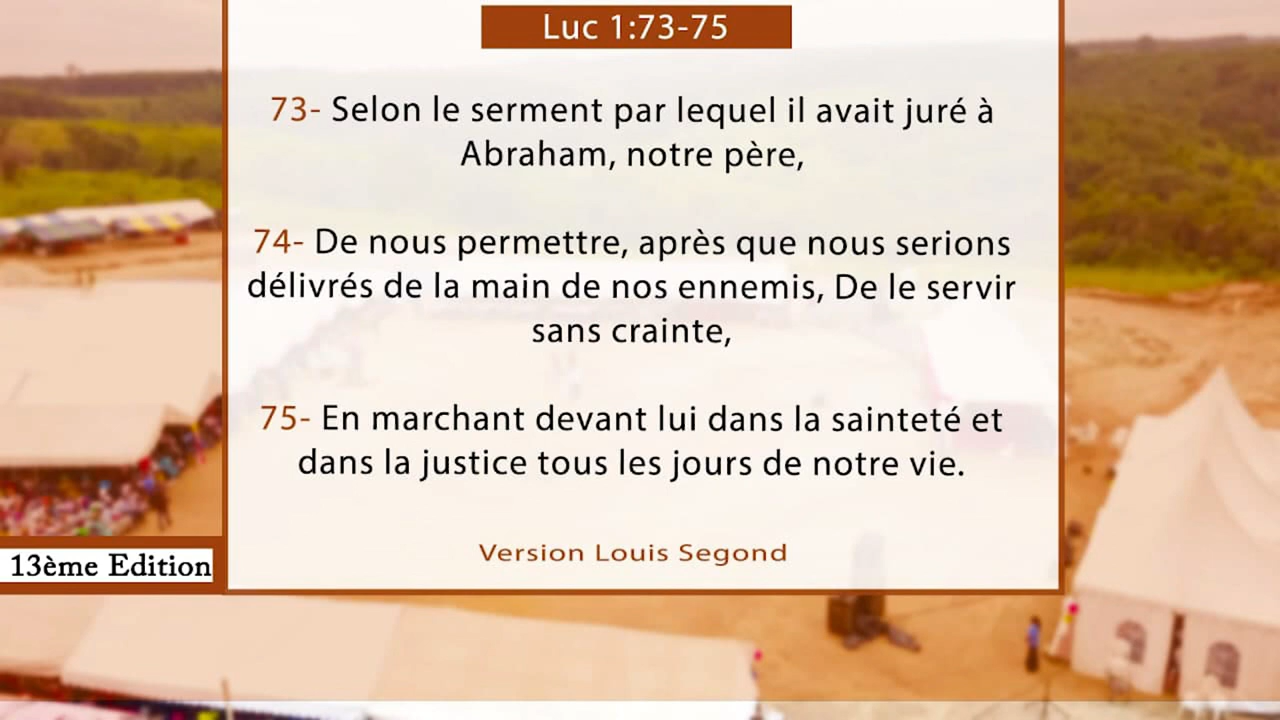 Luc 1:73-75
73- Selon le serment par lequel il avait juré à
Abraham, notre père,
74- De nous permettre, après que nous serions
délivrés de la main de nos ennemis, De le servir
sans crainte,
75- En marchant devant lui dans la sainteté et
dans la justice tous les jours de notre vie.
Version Louis Segond
13ème Edition